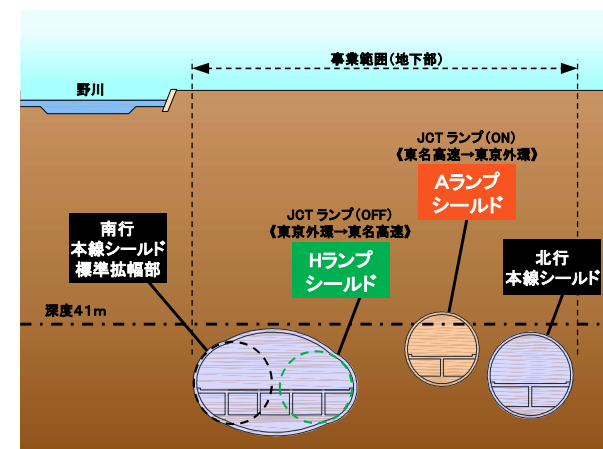 事業範囲(地下部)
野川
JCTランプ(ON)
《東名高速→東京外環》
Aランプ
シールド
JCTランプ(OFF)
《東京外環→東名高速》
Hランプ
シールド
南行
本線シールド
標準拡幅部
北行
本線シールド
深度41m